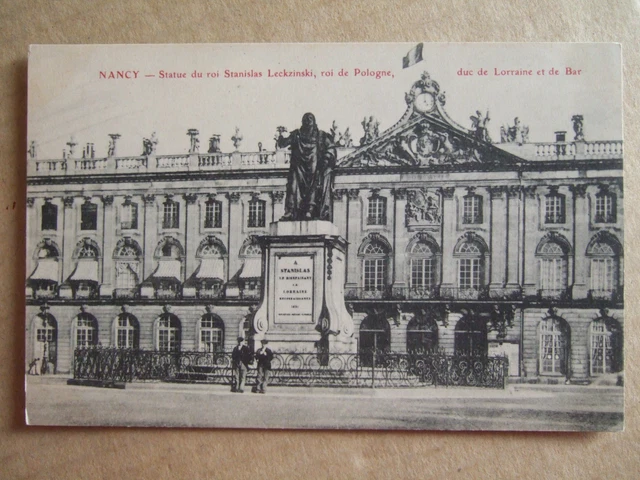 NANCY — Statue du roi Stanislas Leckzinski, roi de Pologne, duc de Lorraine et de Bar
A
STANISLAS
LE BIENFAISANT
LA
LORRAINE
RECONNAISSANTE
1831